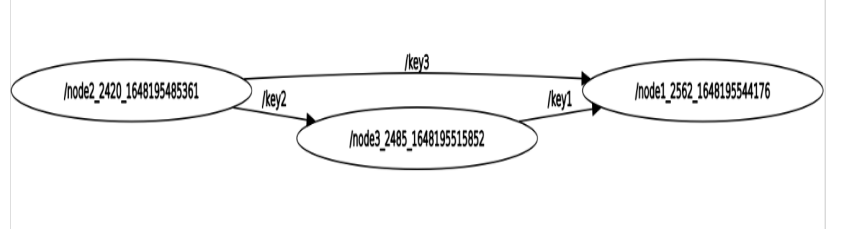 /key3
/node2_2420_1648195485361
/node1_2562_1648195544176
/key2
/key1
/node3_2485_1648195515852